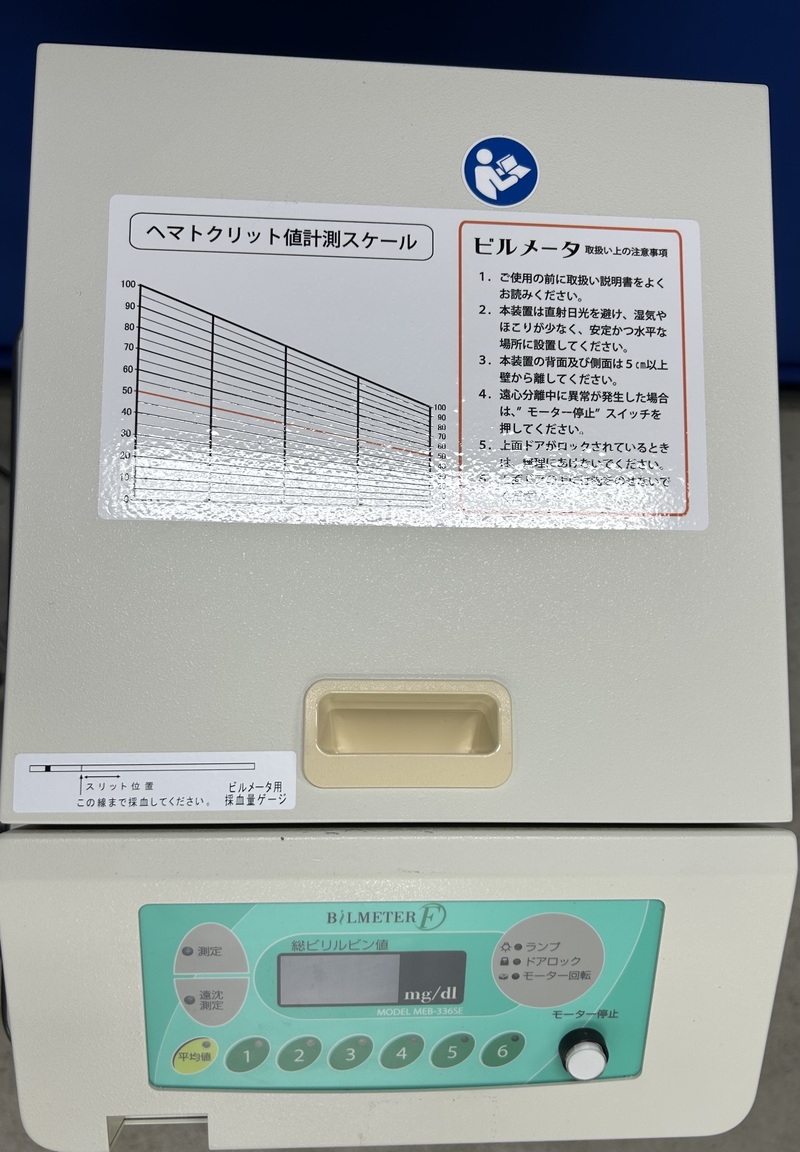 ヘマトクリット値計測スケール
100
90
80
70
60
50
40
30
20
10
0
100
90
80
70
60
50
ビルメータ 取扱い上の注意事項
1. ご使用の前に取扱い説明書をよく
お読みください。
2. 本装置は直射日光を避け、湿気や
ほこりが少なく、安定かつ水平な
場所に設置してください。
3. 本装置の背面及び側面は5㎝以上
壁から離してください。
4. 遠心分離中に異常が発生した場合
は、"モーター停止"スイッチを
押してください。
5. 上面ドアがロックされているとき
は、無理にあけないでください。
スリット位置
この線まで採血してください。
ビルメータ用
採血量ゲージ
BILMETER F
測定
総ビリルビン値
ランプ
ドアロック
モーター回転
遠沈
測定
mg/dl
MODEL MEB-336SE
モーター停止
平均値
1
2
3
4
5
6